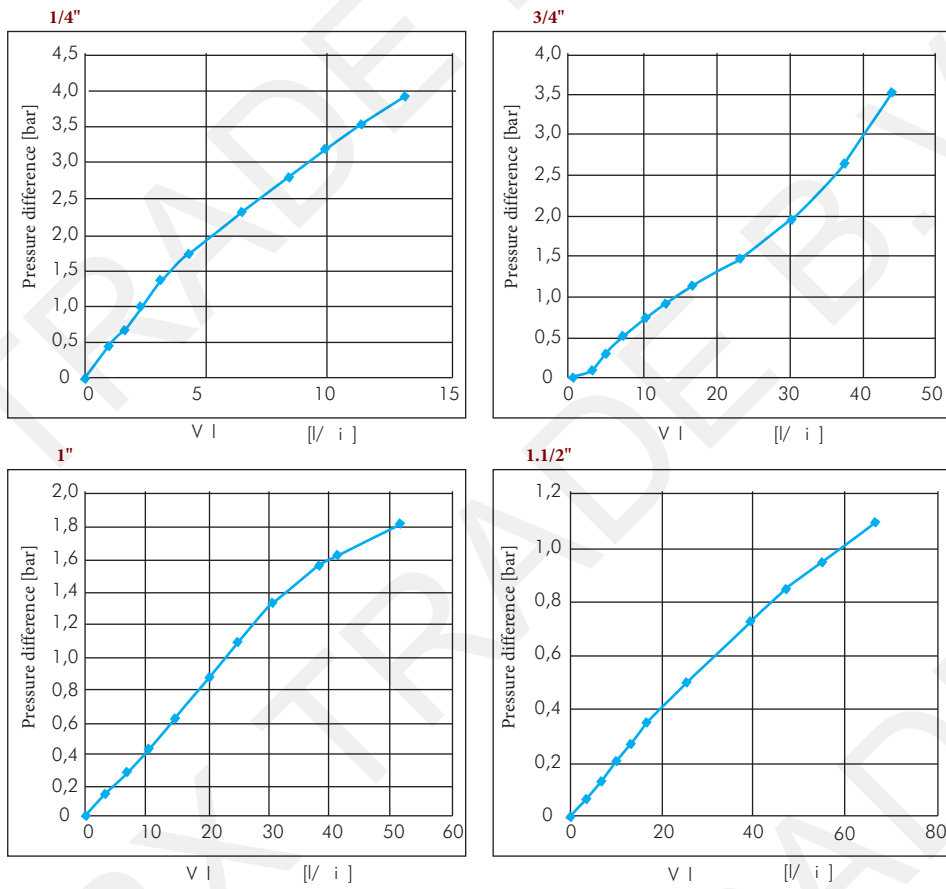 1/4"
4,5
4,0
3,5
3,0
2,5
2,0
1,5
1,0
0,5
0
0 5 10 15
Pressure difference [bar]
V l [l/ i ]
3/4"
4,0
3,5
3,0
2,5
2,0
1,5
1,0
0,5
0
0 10 20 30 40 50
Pressure difference [bar]
V l [l/ i ]
1"
2,0
1,8
1,6
1,4
1,2
1,0
0,8
0,6
0,4
0,2
0
0 10 20 30 40 50 60
Pressure difference [bar]
V l [l/ i ]
1.1/2"
1,2
1,0
0,8
0,6
0,4
0,2
0
0 20 40 60 80
Pressure difference [bar]
V l [l/ i ]
TRADE B.V
RX TRADE B.V
TRADE